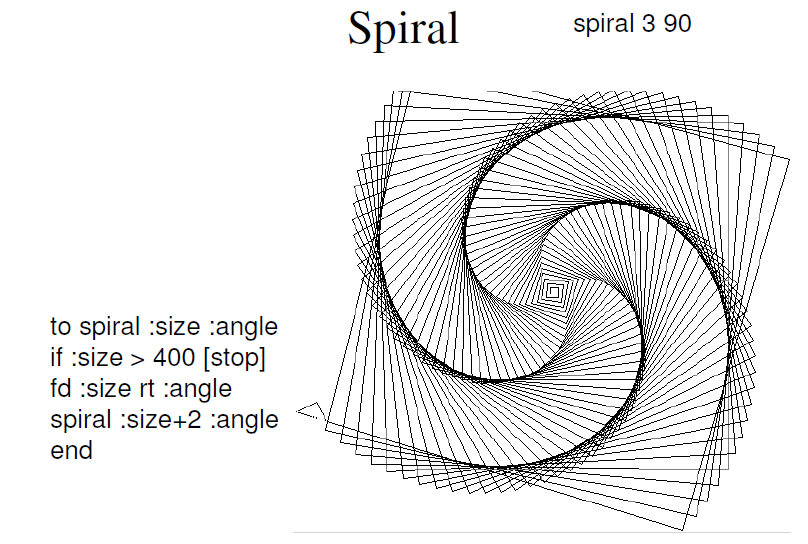 Spiral
spiral 3 90
to spiral :size :angle
if :size > 400 [stop]
fd :size rt :angle
spiral :size+2 :angle
end